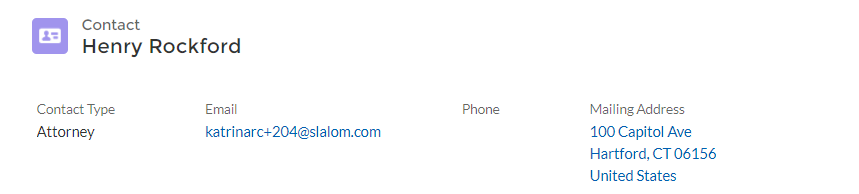 Contact
Henry Rockford
Contact Type
Attorney
Email
katrinarc+204@slalom.com
Phone
Mailing Address
100 Capitol Ave
Hartford, CT 06156
United States